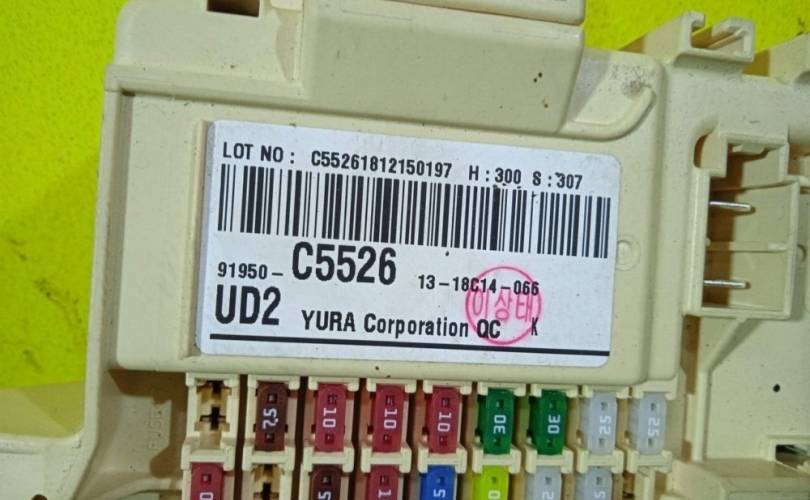 LOT NO : C55261812150197 H : 300 S : 307
91950 - C5526 13-18C14-066
UD2 YURA Corporation QC K
이상태
25 10 10 10 30 30 25 25